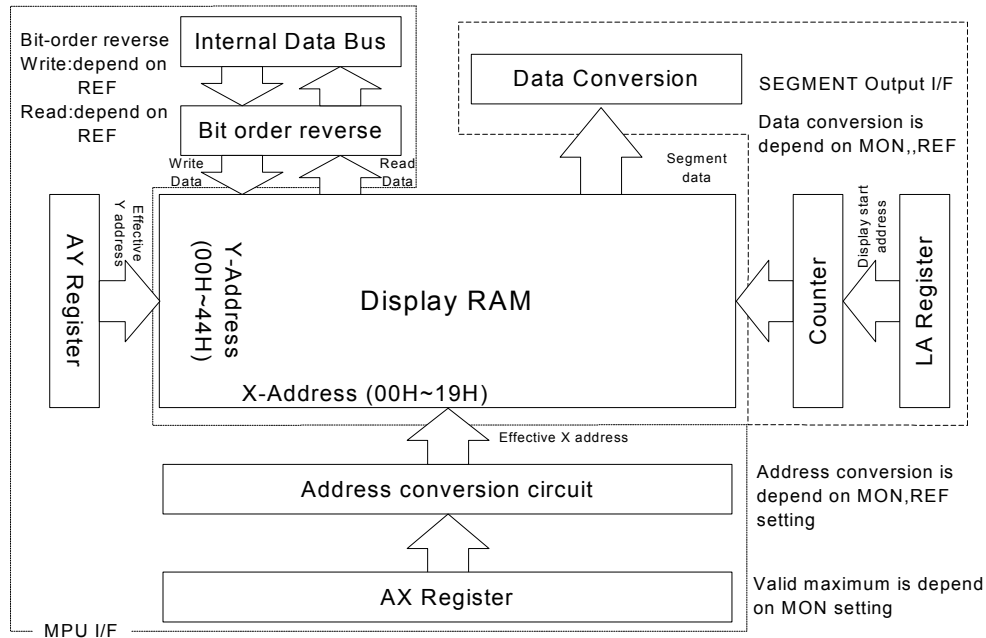 Bit-order reverse
Write:depend on
REF
Read:depend on
REF
Internal Data Bus
Bit order reverse
Write
Data
Read
Data
Data Conversion
SEGMENT Output I/F
Data conversion is
depend on MON,,REF
Segment
data
AY Register
Effective
Y address
Y-Address
(00H~44H)
Display RAM
X-Address (00H~19H)
Counter
Display start
address
LA Register
Effective X address
Address conversion circuit
Address conversion is
depend on MON,REF
setting
AX Register
Valid maximum is depend
on MON setting
MPU I/F